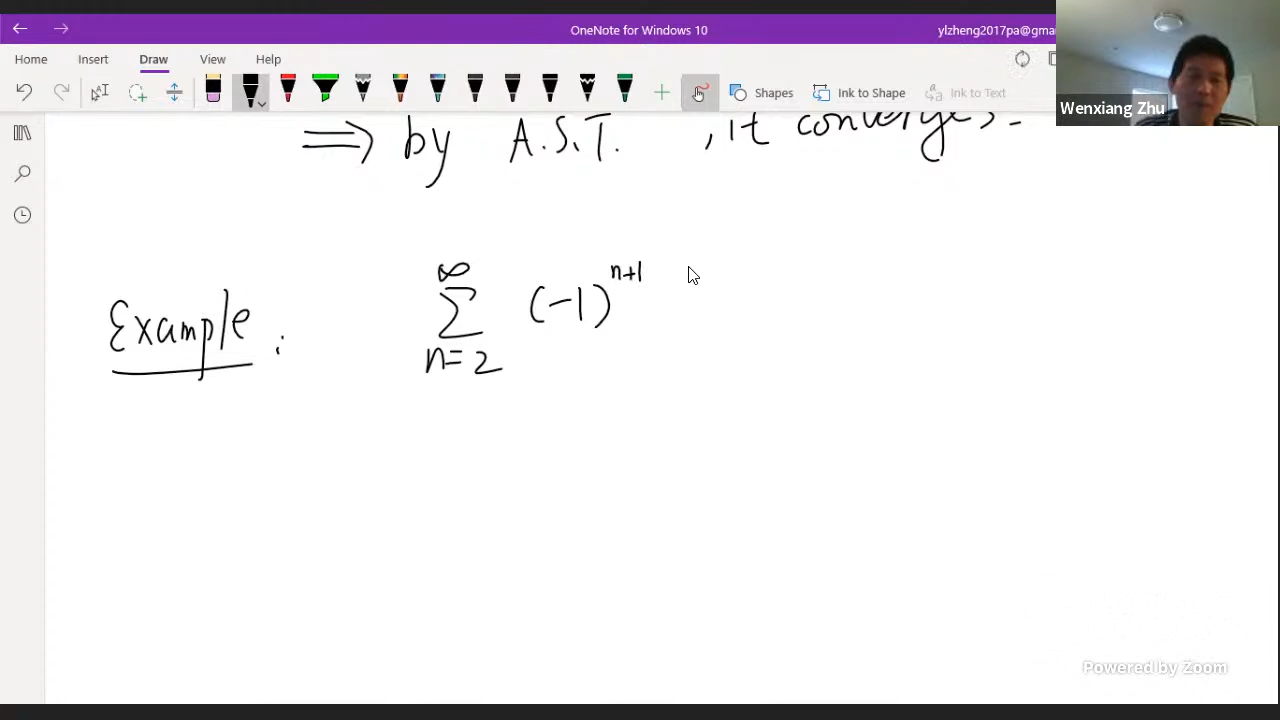 OneNote for Windows 10
ylzheng2017pa@gma
Home Insert Draw View Help
Shapes Ink to Shape Ink to Text
Wenxiang Zhu
⟹ by A.S.T. , it converges.
Example : ∑_{n=2}^{∞} (-1)^{n+1}
Powered by Zoom